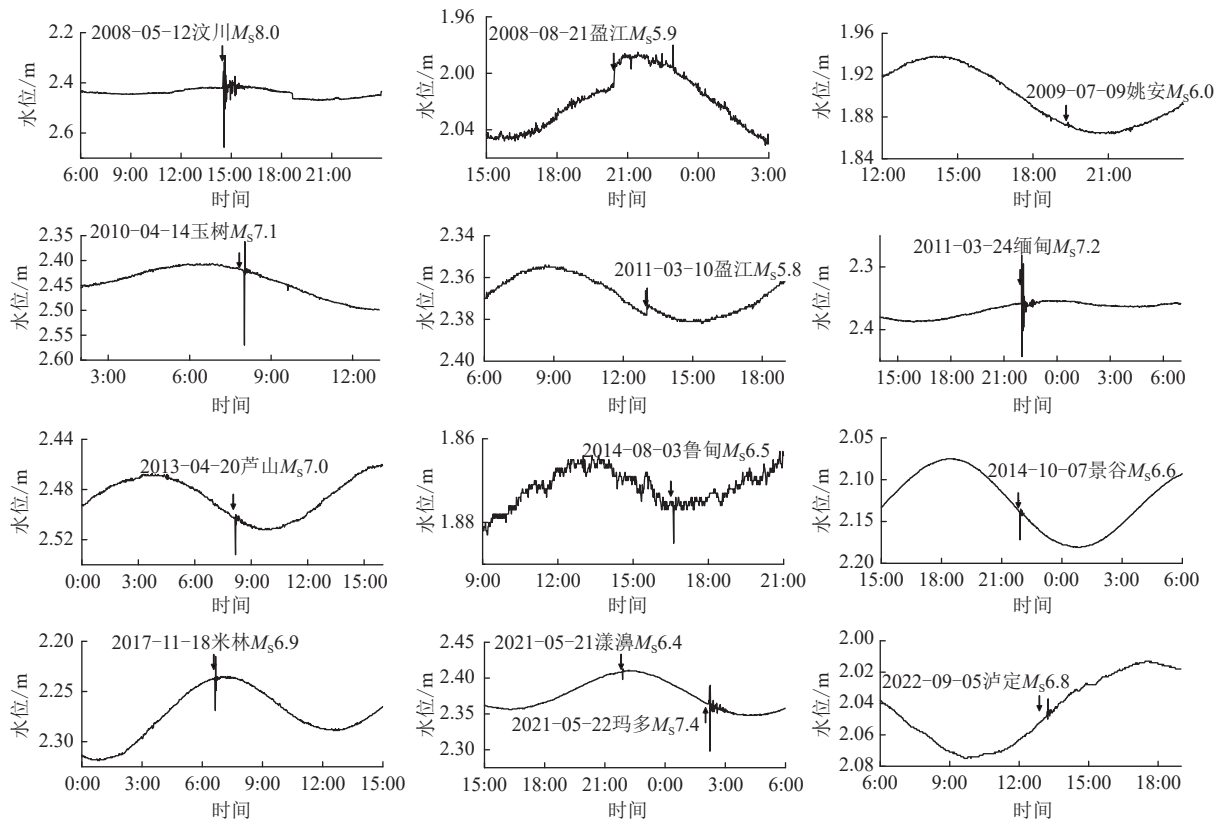 2008-05-12汶川Ms8.0
水位/m
2.2
2.4
2.6
6:00 9:00 12:00 15:00 18:00 21:00
时间
2008-08-21盈江Ms5.9
水位/m
1.96
2.00
2.04
15:00 18:00 21:00 0:00 3:00
时间
2009-07-09姚安Ms6.0
水位/m
1.96
1.92
1.88
1.84
12:00 15:00 18:00 21:00
时间
2010-04-14玉树Ms7.1
水位/m
2.35
2.40
2.45
2.50
2.55
2.60
3:00 6:00 9:00 12:00
时间
2011-03-10盈江Ms5.8
水位/m
2.34
2.36
2.38
2.40
6:00 9:00 12:00 15:00 18:00
时间
2011-03-24缅甸Ms7.2
水位/m
2.3
2.4
15:00 18:00 21:00 0:00 3:00 6:00
时间
2013-04-20芦山Ms7.0
水位/m
2.44
2.48
2.52
0:00 3:00 6:00 9:00 12:00 15:00
时间
2014-08-03鲁甸Ms6.5
水位/m
1.86
1.88
9:00 12:00 15:00 18:00 21:00
时间
2014-10-07景谷Ms6.6
水位/m
2.05
2.10
2.15
2.20
15:00 18:00 21:00 0:00 3:00 6:00
时间
2017-11-18米林Ms6.9
水位/m
2.20
2.25
2.30
0:00 3:00 6:00 9:00 12:00 15:00
时间
2021-05-21漾濞Ms6.4
2021-05-22玛多Ms7.4
水位/m
2.45
2.40
2.35
2.30
15:00 18:00 21:00 0:00 3:00 6:00
时间
2022-09-05泸定Ms6.8
水位/m
2.00
2.02
2.04
2.06
2.08
6:00 9:00 12:00 15:00 18:00
时间